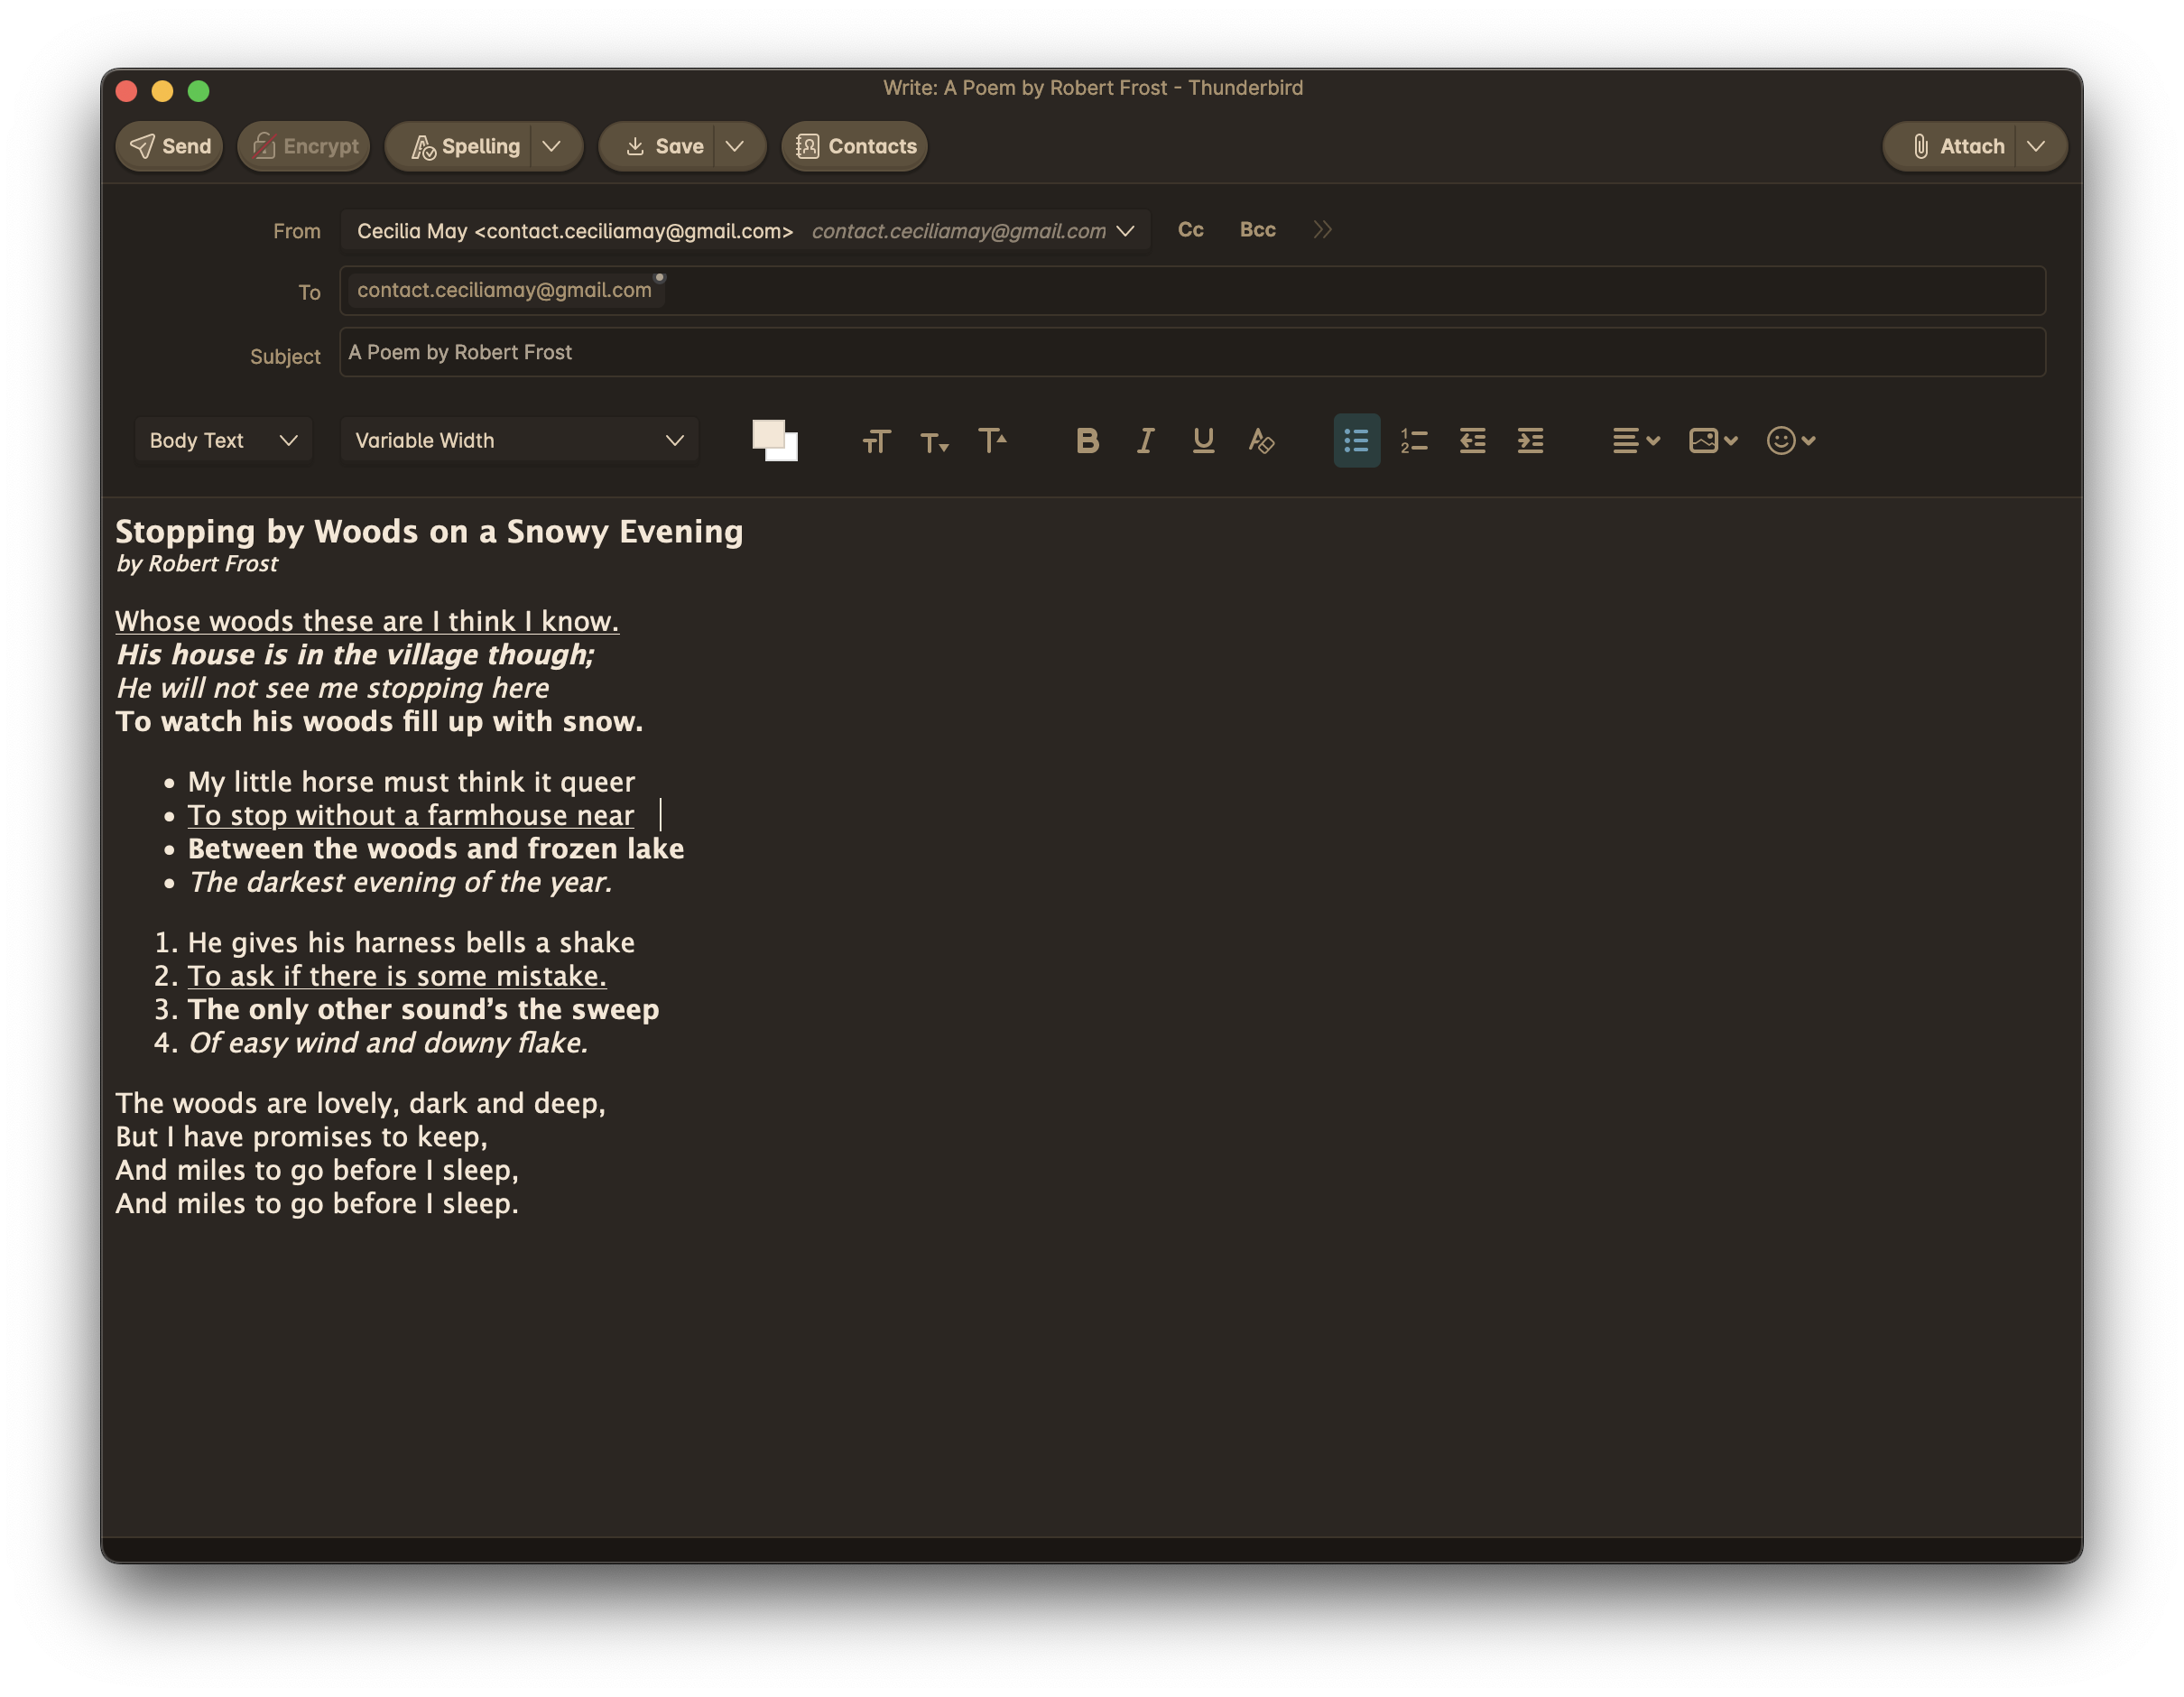 Write: A Poem by Robert Frost - Thunderbird
Send Encrypt Spelling Save Contacts Attach
From Cecilia May <contact.ceciliamay@gmail.com> contact.ceciliamay@gmail.com Cc Bcc
To contact.ceciliamay@gmail.com
Subject A Poem by Robert Frost
Body Text Variable Width
Stopping by Woods on a Snowy Evening
by Robert Frost
Whose woods these are I think I know.
His house is in the village though;
He will not see me stopping here
To watch his woods fill up with snow.
• My little horse must think it queer
• To stop without a farmhouse near
• Between the woods and frozen lake
• The darkest evening of the year.
1. He gives his harness bells a shake
2. To ask if there is some mistake.
3. The only other sound’s the sweep
4. Of easy wind and downy flake.
The woods are lovely, dark and deep,
But I have promises to keep,
And miles to go before I sleep,
And miles to go before I sleep.